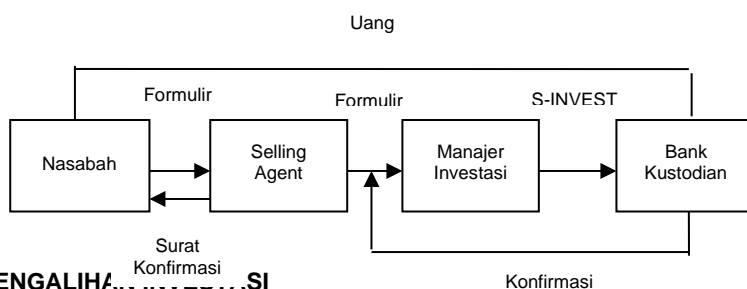 Uang
Formulir
Formulir
S-INVEST
Nasabah
Selling
Agent
Manajer
Investasi
Bank
Kustodian
Surat
Konfirmasi
Konfirmasi